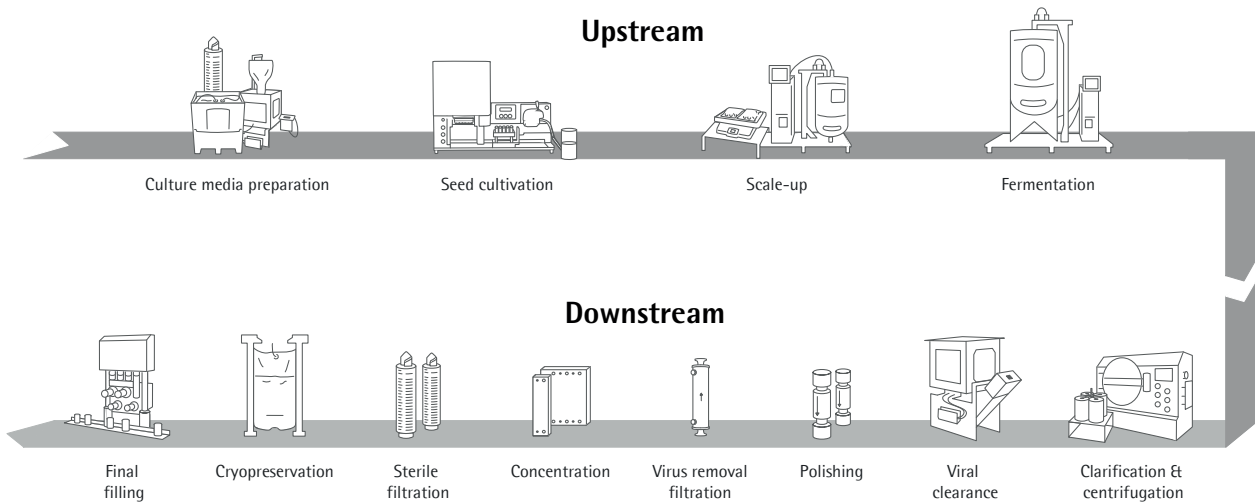 Upstream
Culture media preparation
Seed cultivation
Scale-up
Fermentation
Downstream
Final
filling
Cryopreservation
Sterile
filtration
Concentration
Virus removal
filtration
Polishing
Viral
clearance
Clarification &
centrifugation